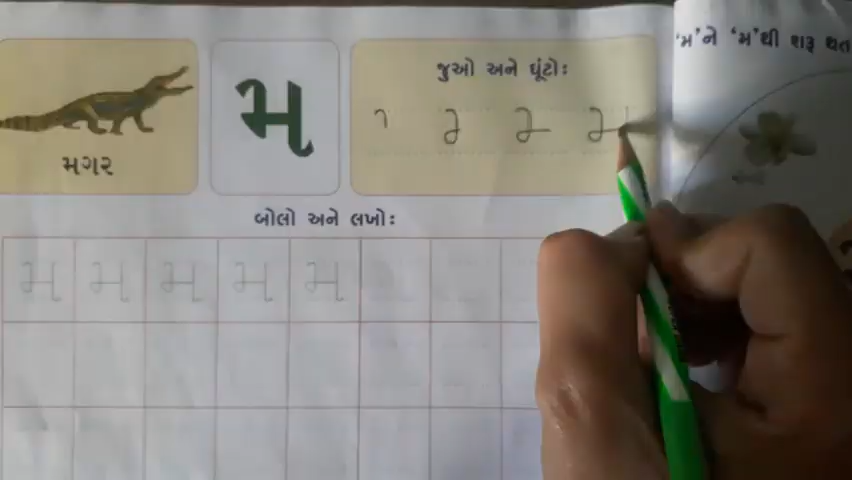 'મ'ને 'મ'થી શરૂ થત
જુઓ અને ઘૂંટો:
મ
મગર
બોલો અને લખો:
મ મ મ મ મ